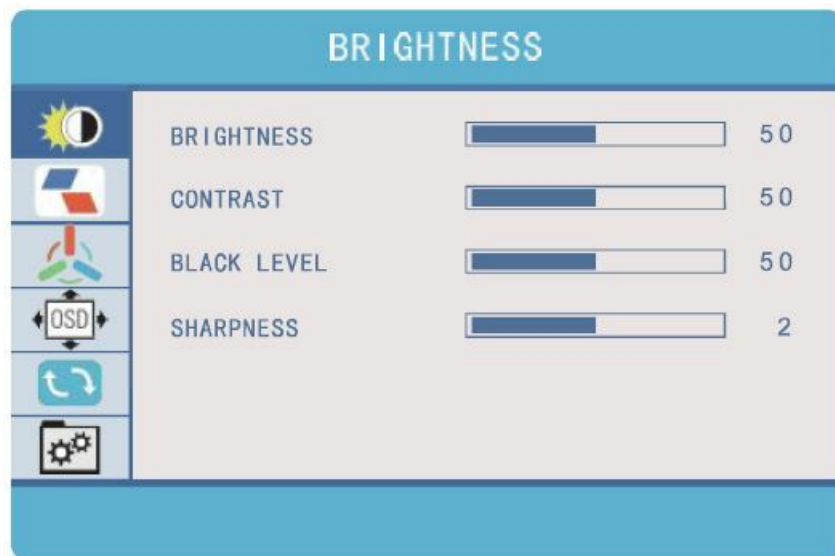 BRIGHTNESS
BRIGHTNESS 50
CONTRAST 50
BLACK LEVEL 50
OSD
SHARPNESS 2